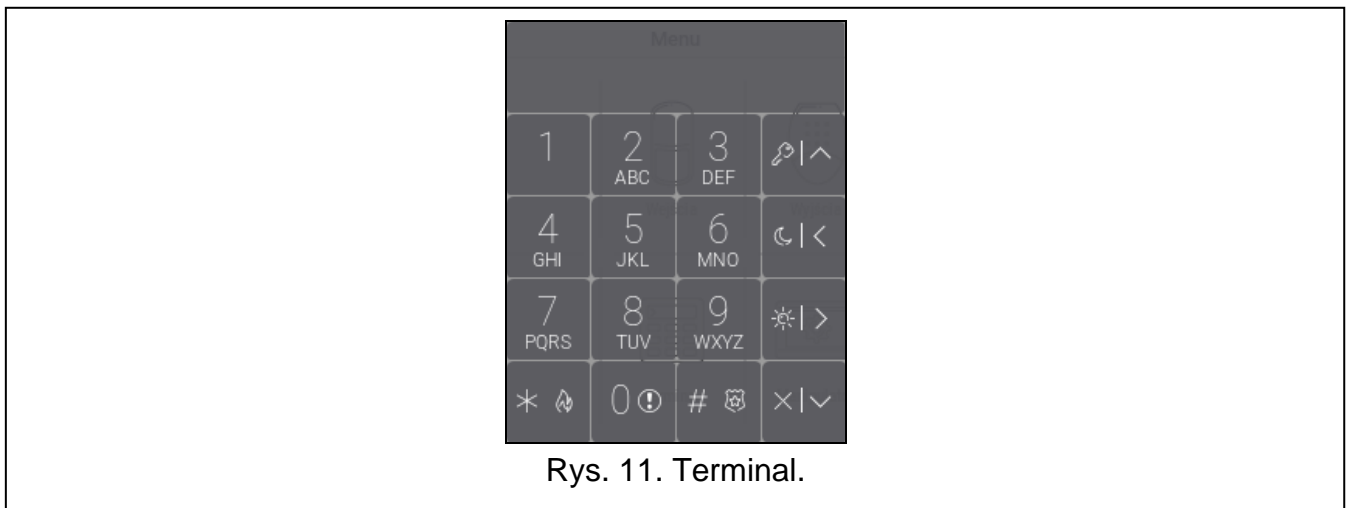 Menu
1 2 3
ABC DEF
4 5 6
GHI JKL MNO
7 8 9
PQRS TUV WXYZ
* 0 #
Rys. 11. Terminal.